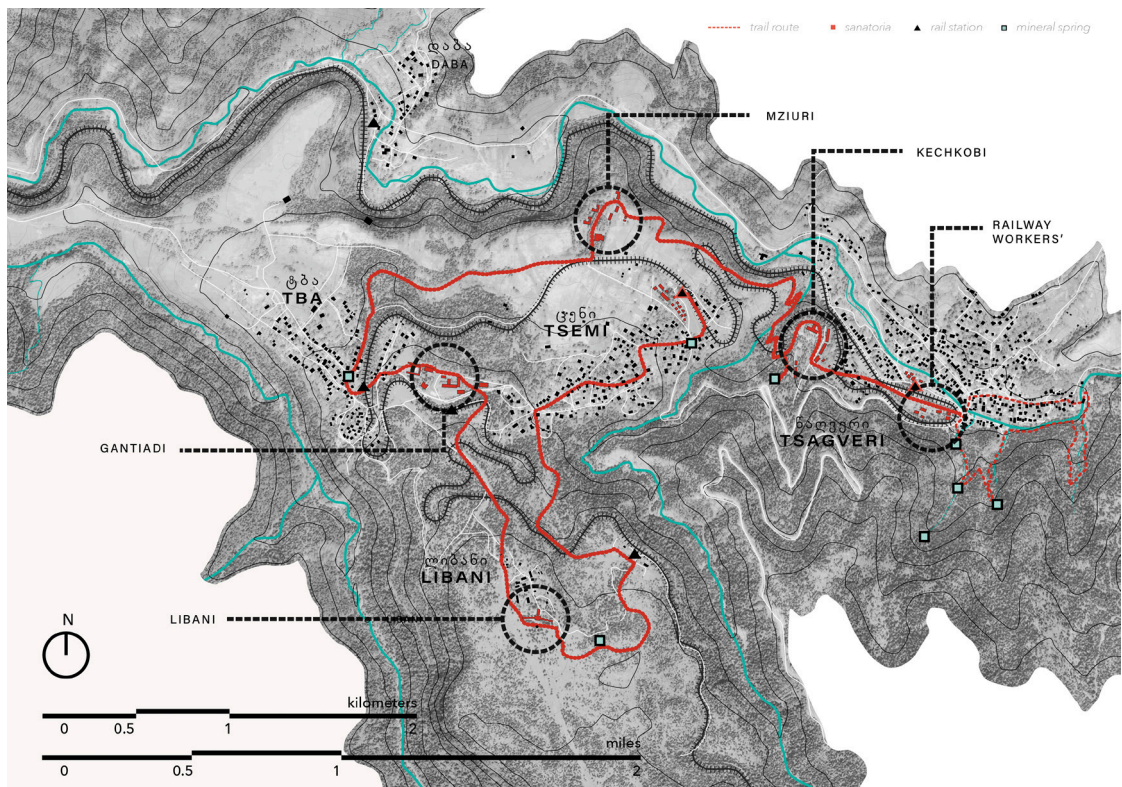 trail route
sanatoria
rail station
mineral spring
დაბა
DABA
MZIURI
KECHKOBI
RAILWAY
WORKERS'
ტბა
TBA
ცემი
TSEMI
წაღვერი
TSAGVERI
GANTIADI
ლიბანი
LIBANI
LIBANI
LIBANI
N
kilometers
0 0.5 1 2
miles
0 0.5 1 2